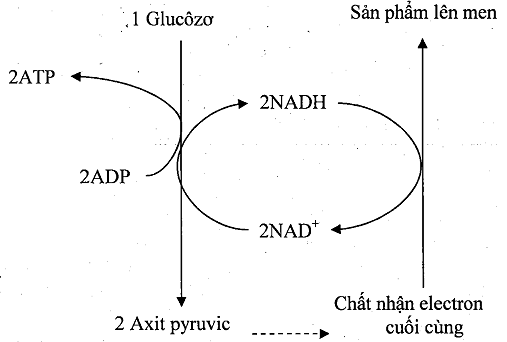 1 Glucôzơ
Sản phẩm lên men
2ATP
2NADH
2ADP
2NAD⁺
2 Axit pyruvic
Chất nhận electron
cuối cùng